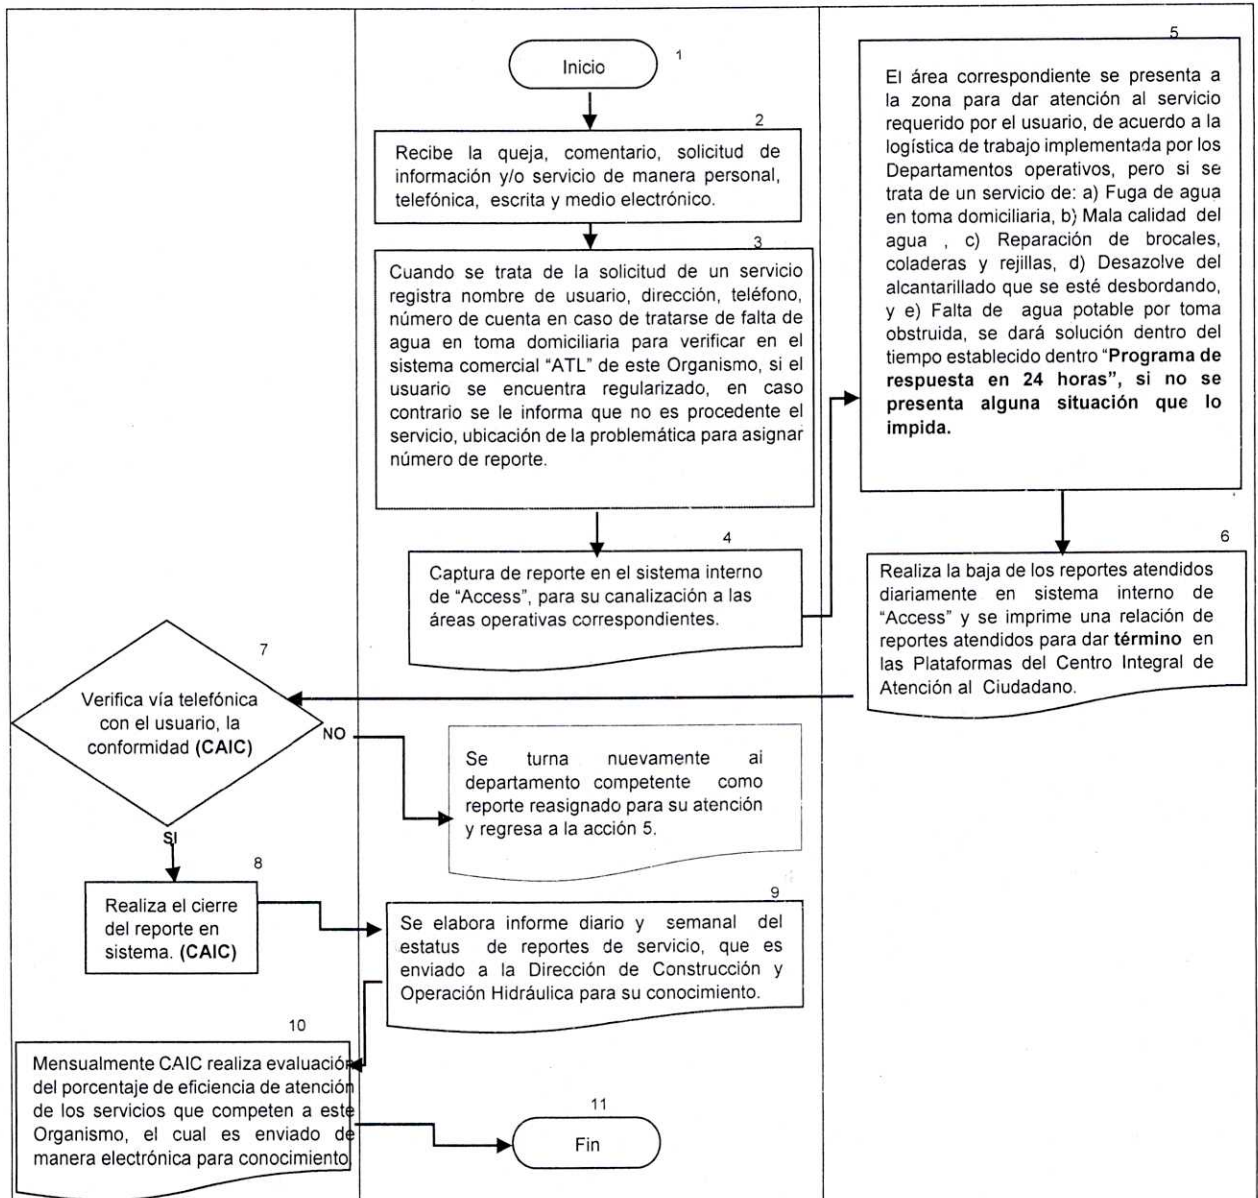 Inicio
1
2
Recibe la queja, comentario, solicitud de
información y/o servicio de manera personal,
telefónica, escrita y medio electrónico.
3
Cuando se trata de la solicitud de un servicio
registra nombre de usuario, dirección, teléfono,
número de cuenta en caso de tratarse de falta de
agua en toma domiciliaria para verificar en el
sistema comercial “ATL” de este Organismo, si el
usuario se encuentra regularizado, en caso
contrario se le informa que no es procedente el
servicio, ubicación de la problemática para asignar
número de reporte.
4
Captura de reporte en el sistema interno
de “Access”, para su canalización a las
áreas operativas correspondientes.
5
El área correspondiente se presenta a
la zona para dar atención al servicio
requerido por el usuario, de acuerdo a la
logística de trabajo implementada por los
Departamentos operativos, pero si se
trata de un servicio de: a) Fuga de agua
en toma domiciliaria, b) Mala calidad del
agua , c) Reparación de brocales,
coladeras y rejillas, d) Desazolve del
alcantarillado que se esté desbordando,
y e) Falta de agua potable por toma
obstruida, se dará solución dentro del
tiempo establecido dentro “Programa de
respuesta en 24 horas”, si no se
presenta alguna situación que lo
impida.
6
Realiza la baja de los reportes atendidos
diariamente en sistema interno de
“Access” y se imprime una relación de
reportes atendidos para dar término en
las Plataformas del Centro Integral de
Atención al Ciudadano.
7
Verifica vía telefónica
con el usuario, la
conformidad (CAIC)
NO
Se turna nuevamente al
departamento competente como
reporte reasignado para su atención
y regresa a la acción 5.
SI
8
Realiza el cierre
del reporte en
sistema. (CAIC)
9
Se elabora informe diario y semanal del
estatus de reportes de servicio, que es
enviado a la Dirección de Construcción y
Operación Hidráulica para su conocimiento.
10
Mensualmente CAIC realiza evaluación
del porcentaje de eficiencia de atención
de los servicios que competen a este
Organismo, el cual es enviado de
manera electrónica para conocimiento
11
Fin